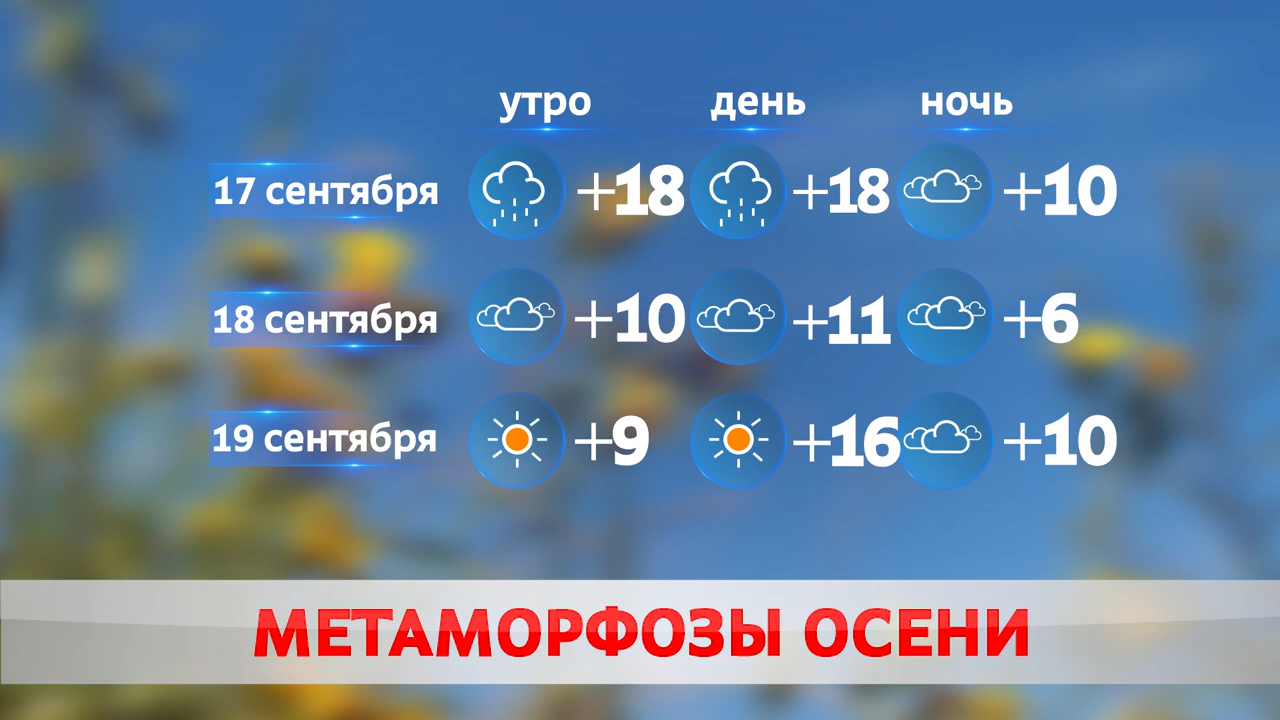 утро день ночь
17 сентября +18 +18 +10
18 сентября +10 +11 +6
19 сентября +9 +16 +10
МЕТАМОРФОЗЫ ОСЕНИ